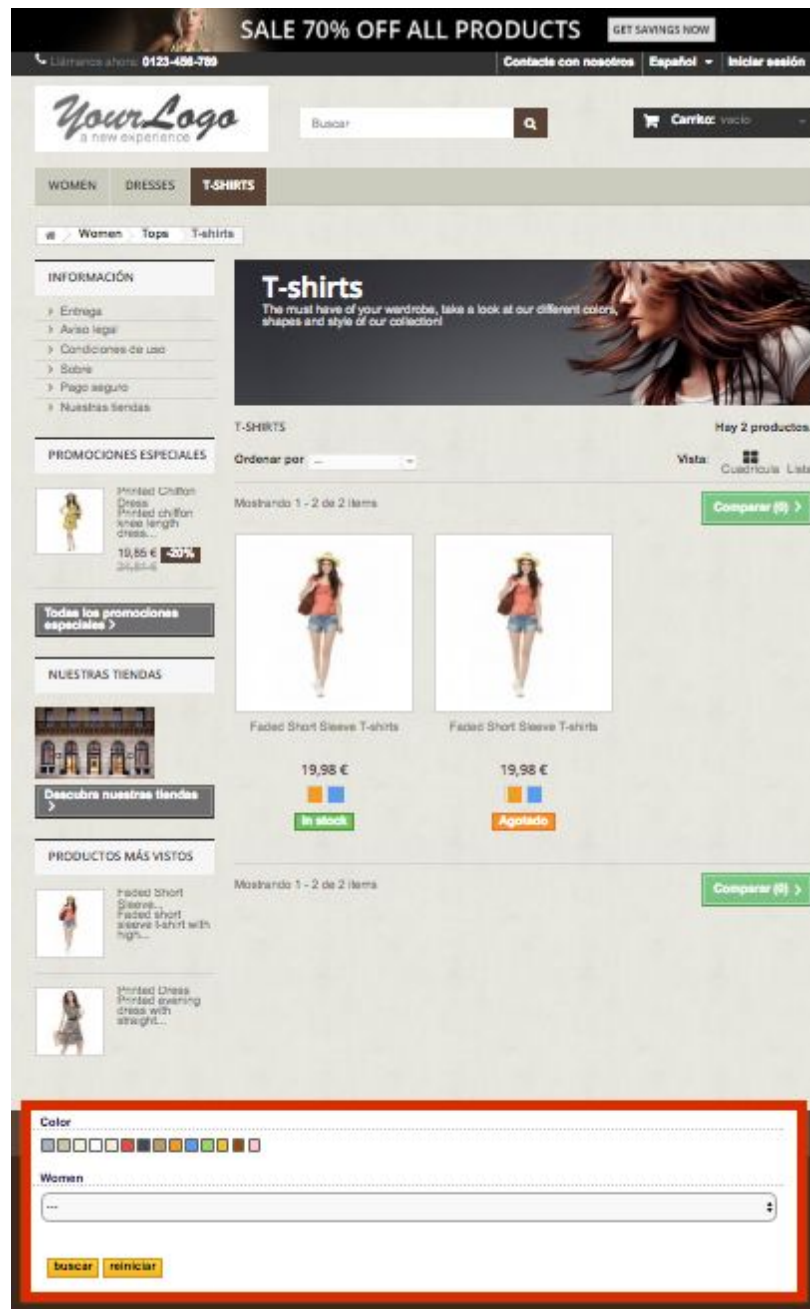 SALE 70% OFF ALL PRODUCTS GET SAVINGS NOW
Llámanos ahora: 0123-456-789 Contacte con nosotros Español Iniciar sesión
YourLogo
a new experience
Buscar
Carrito: vacío
WOMEN DRESSES T-SHIRTS
Women Tops T-shirts
INFORMACIÓN
Entrega
Aviso legal
Condiciones de uso
Sobre
Pago seguro
Nuestras tiendas
PROMOCIONES ESPECIALES
Printed Chiffon
Dress
Printed chiffon
knee length
dress...
19,86 € -20%
24,81 €
Todas los promociones
especiales >
NUESTRAS TIENDAS
Descubra nuestras tiendas
>
PRODUCTOS MÁS VISTOS
Faded Short
Sleeve...
Faded short
sleeve t-shirt with
high...
Printed Dress
Printed evening
dress with
straight...
T-shirts
The must have of your wardrobe, take a look at our different colors,
shapes and style of our collection!
T-SHIRTS Hay 2 productos.
Ordenar por -- Vista: Cuadrícula Lista
Mostrando 1 - 2 de 2 items Comparar (0) >
Faded Short Sleeve T-shirts Faded Short Sleeve T-shirts
19,98 € 19,98 €
In stock Agotado
Mostrando 1 - 2 de 2 items Comparar (0) >
Color
Women
---
buscar reiniciar